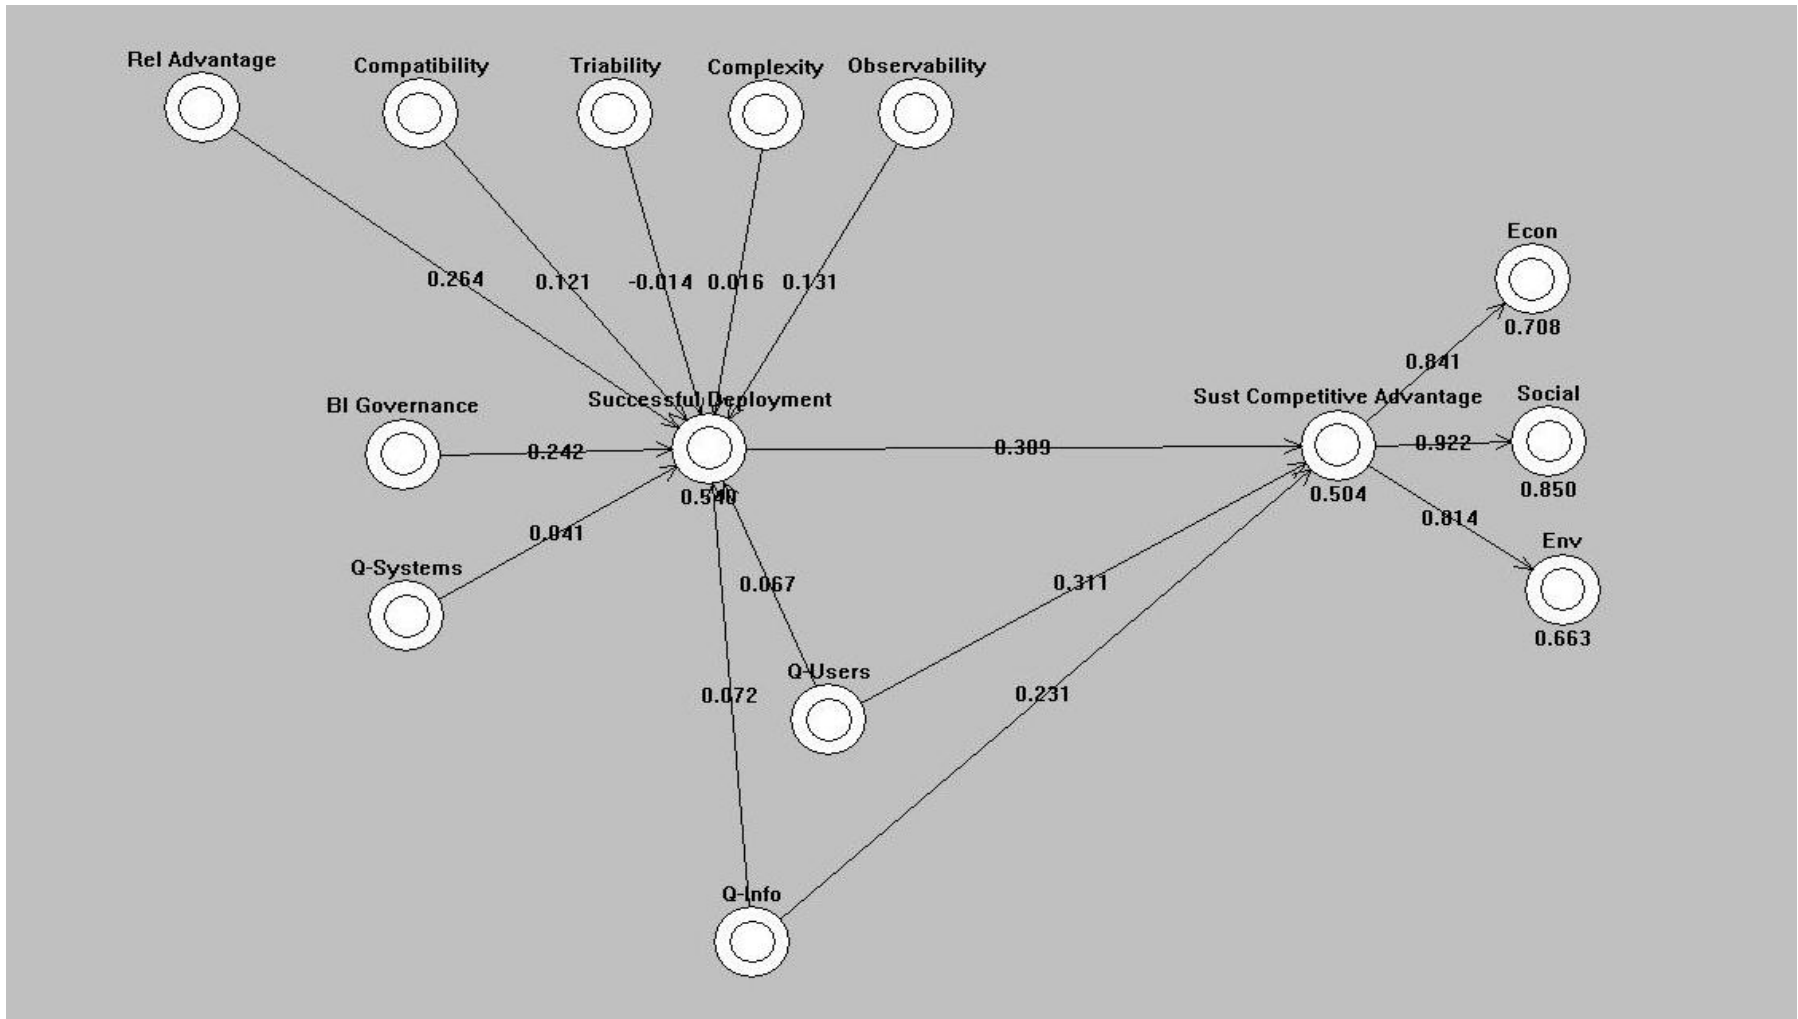 Rel Advantage
Compatibility
Triability
Complexity
Observability
0.264
0.121
-0.014
0.016
0.131
Econ
0.708
0.841
BI Governance
Successful Deployment
Sust Competitive Advantage
Social
0.242
0.309
0.922
0.540
0.504
0.850
0.814
Q-Systems
0.041
Env
0.663
0.067
0.311
Q-Users
0.072
0.231
Q-Info